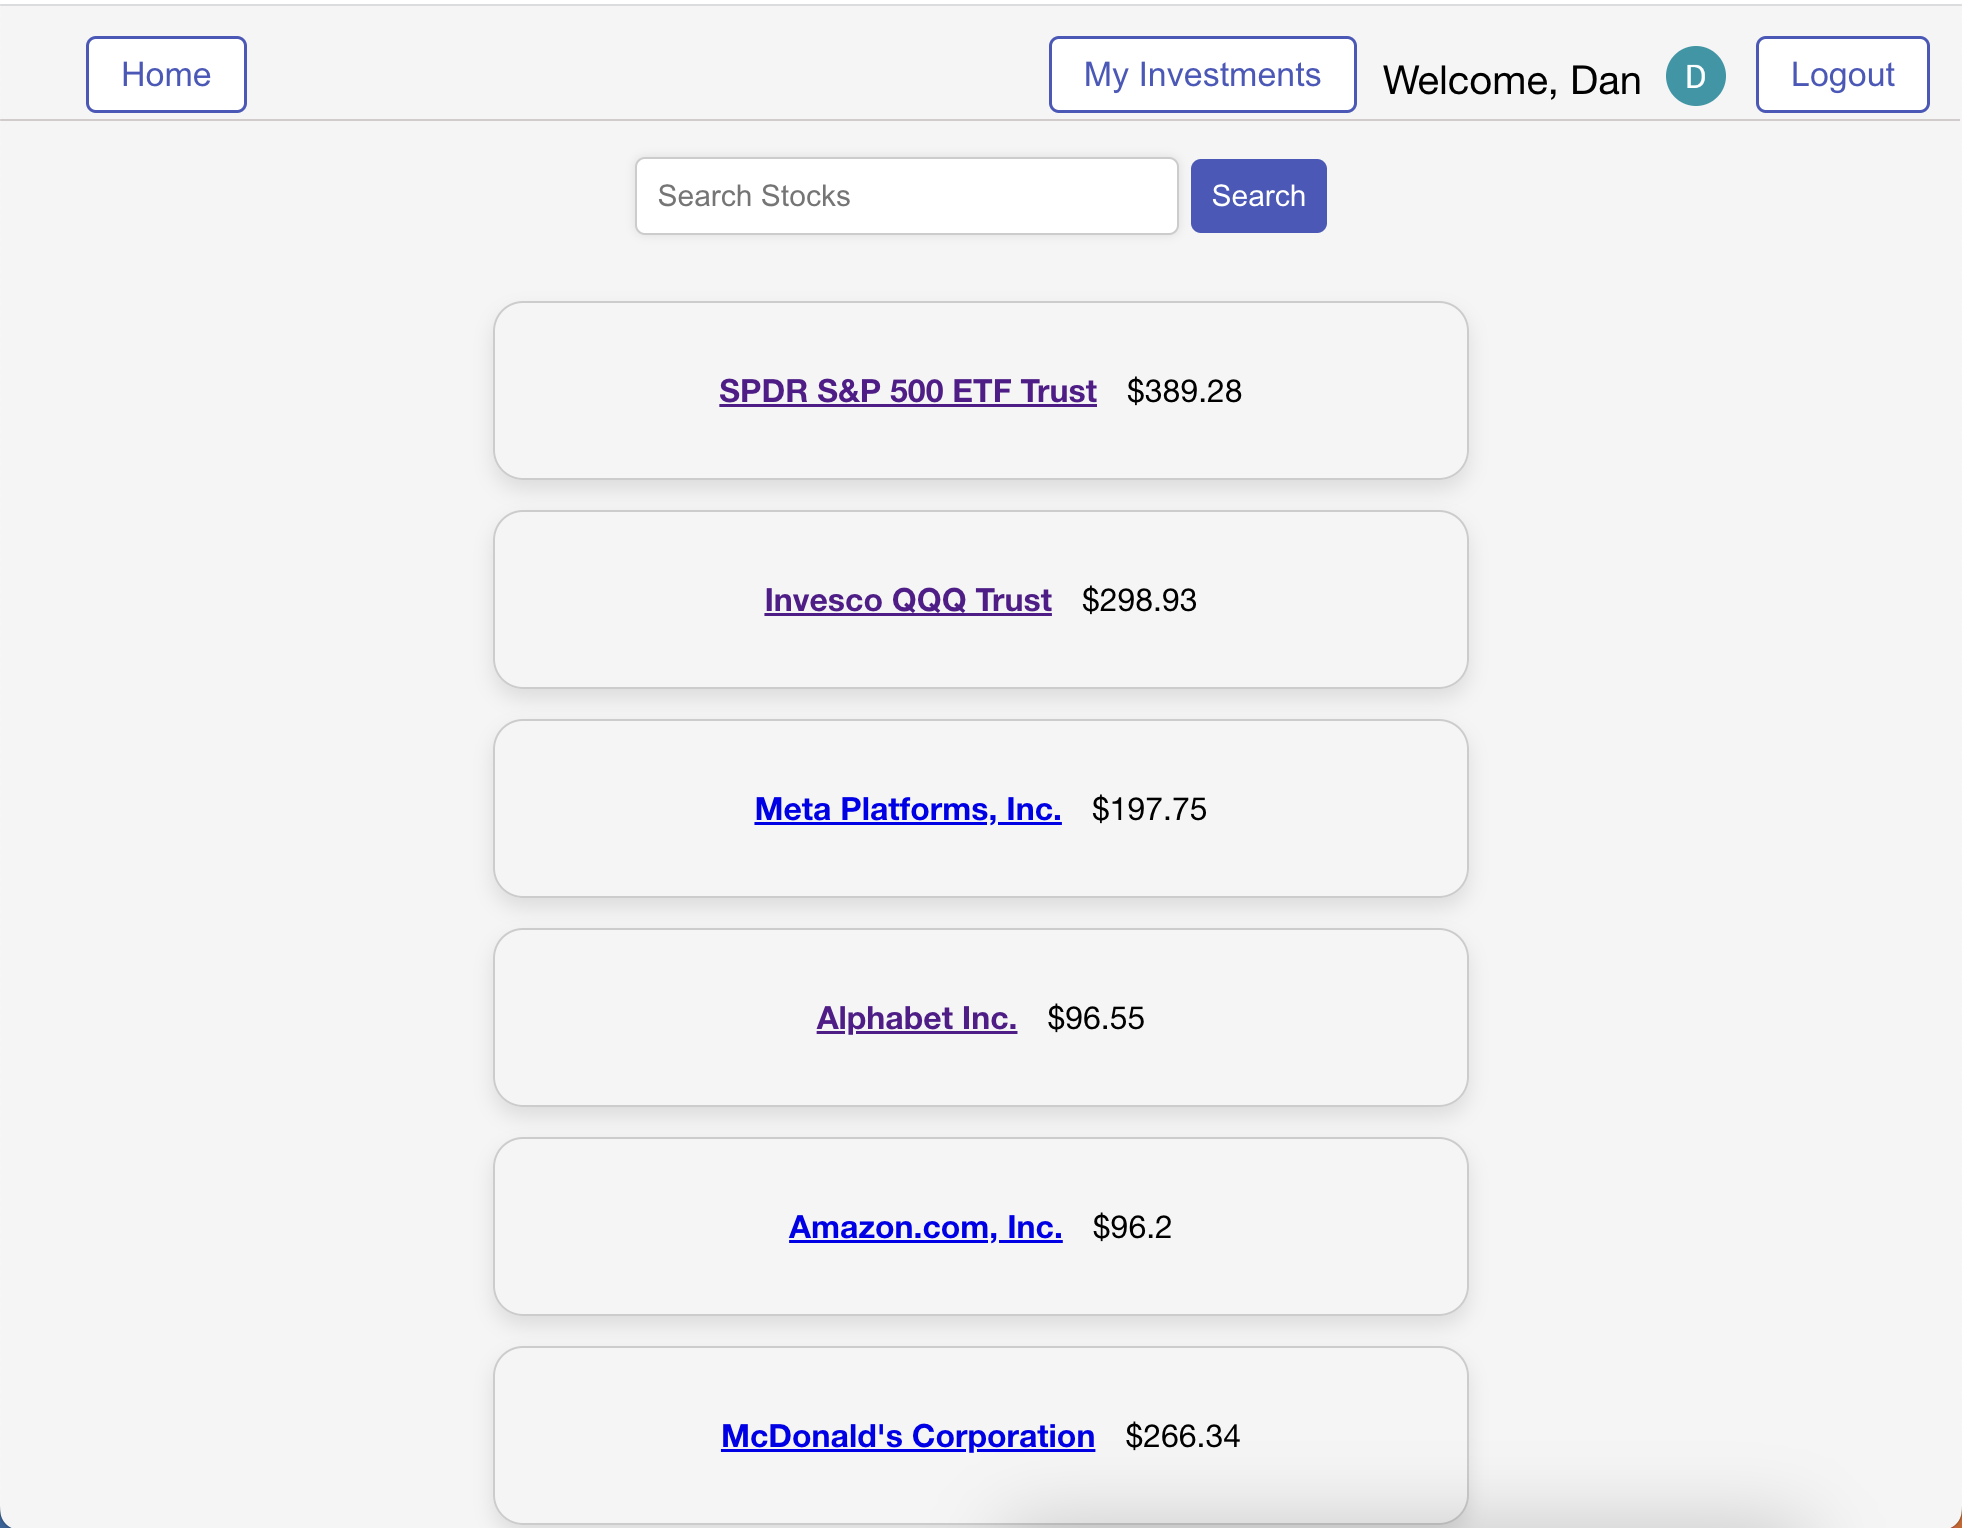 Home
My Investments
Welcome, Dan
D
Logout
Search Stocks
Search
SPDR S&P 500 ETF Trust $389.28
Invesco QQQ Trust $298.93
Meta Platforms, Inc. $197.75
Alphabet Inc. $96.55
Amazon.com, Inc. $96.2
McDonald's Corporation $266.34